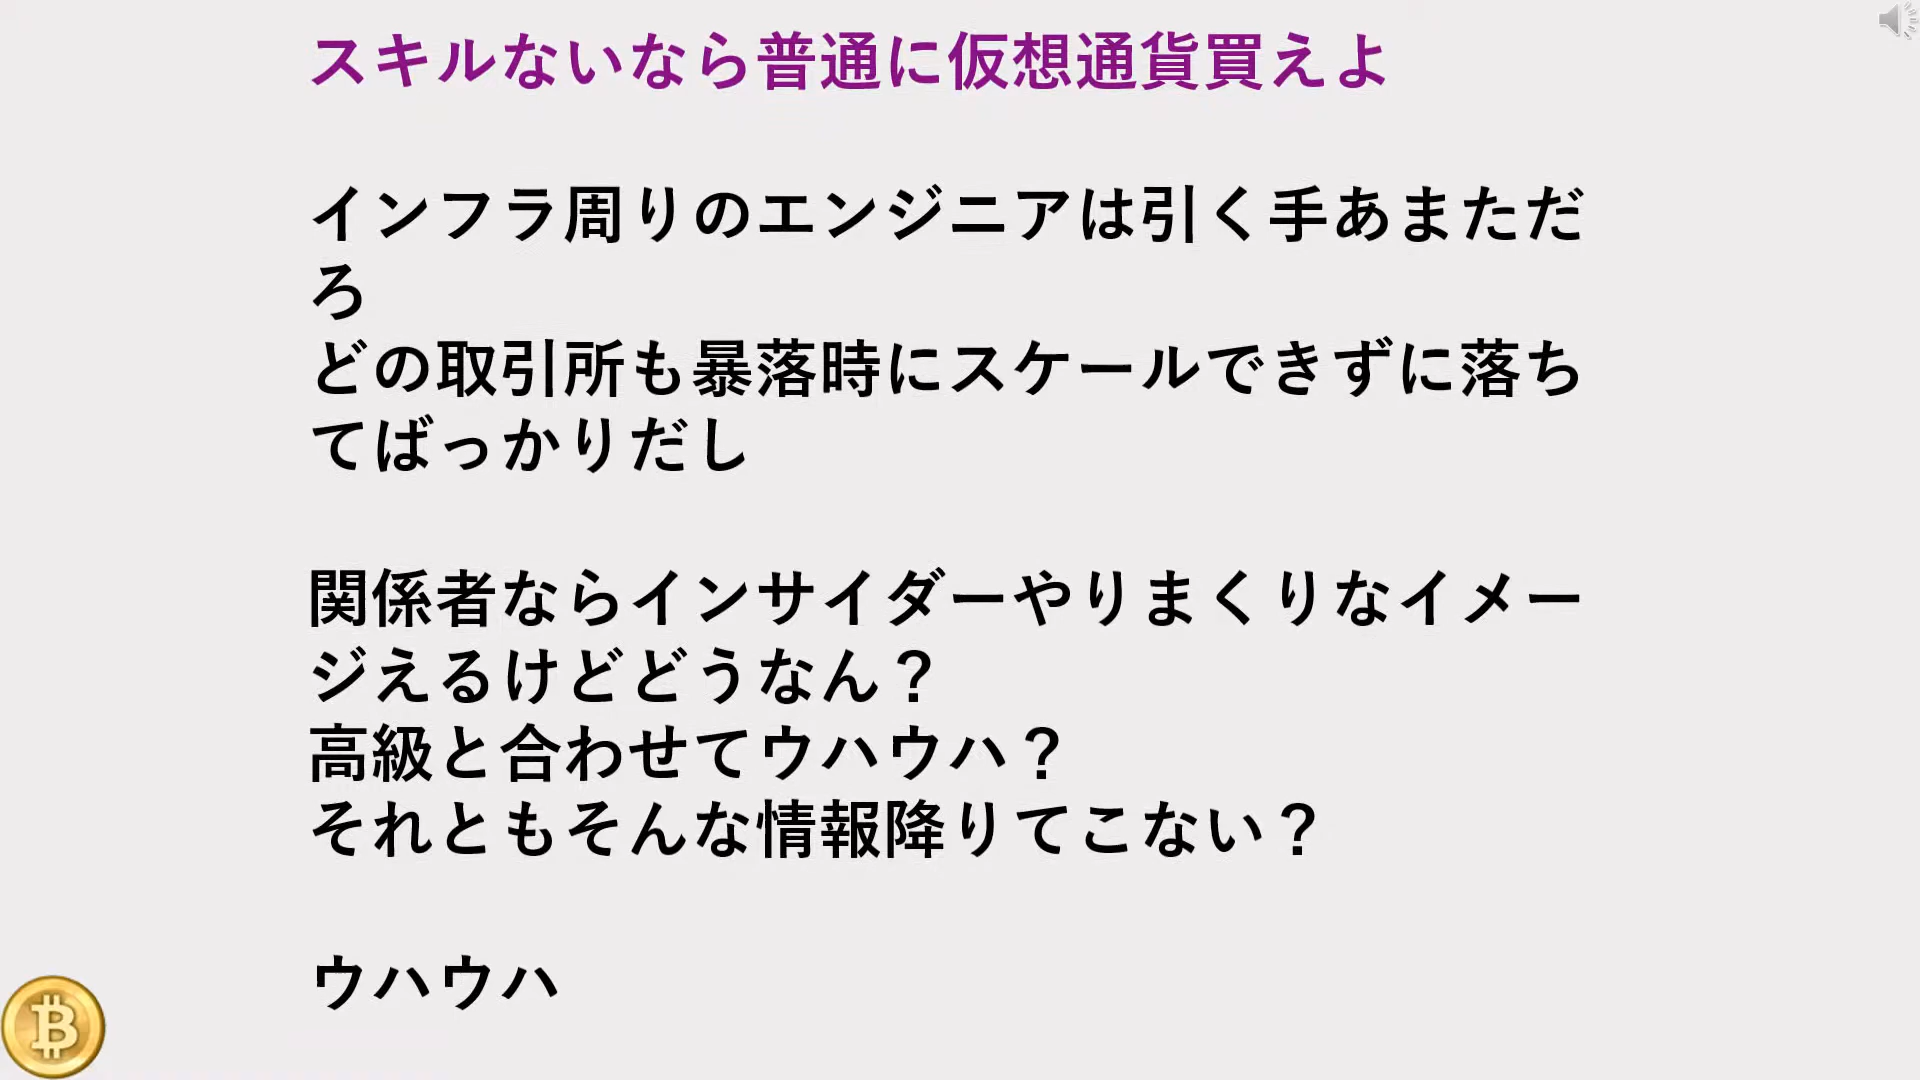 スキルないなら普通に仮想通貨買えよ
インフラ周りのエンジニアは引く手あまただ
ろ
どの取引所も暴落時にスケールできずに落ち
てばっかりだし
関係者ならインサイダーやりまくりなイメー
ジえるけどどうなん？
高級と合わせてウハウハ？
それともそんな情報降りてこない？
ウハウハ